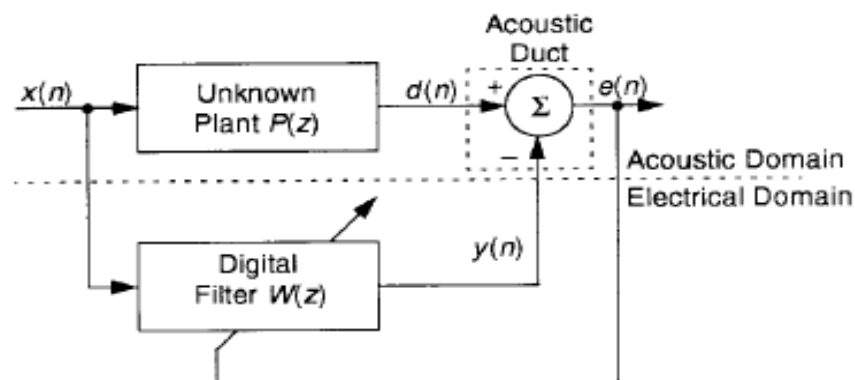 Acoustic
Duct
x(n)
Unknown
Plant P(z)
d(n)
+
Σ
e(n)
−
Acoustic Domain
Electrical Domain
Digital
Filter W(z)
y(n)